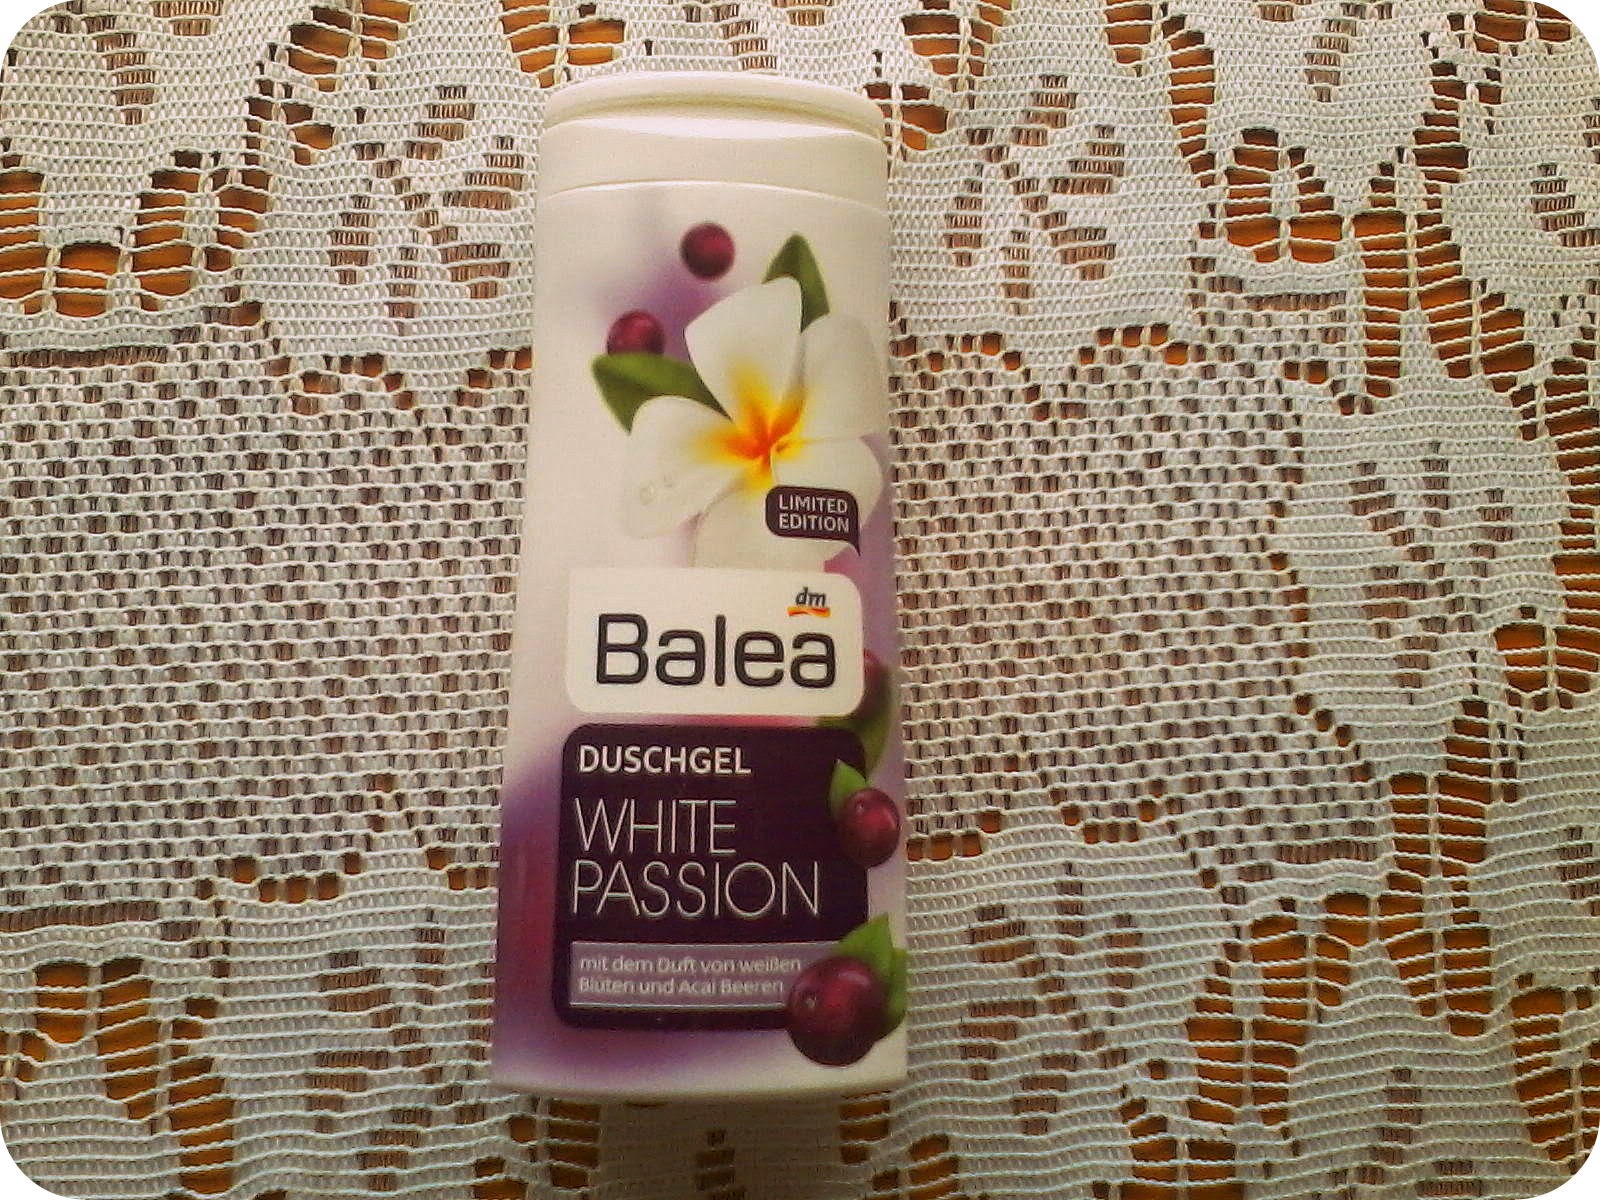 LIMITED
EDITION
dm
Balea
DUSCHGEL
WHITE
PASSION
mit dem Duft von weißen
Blüten und Acai Beeren